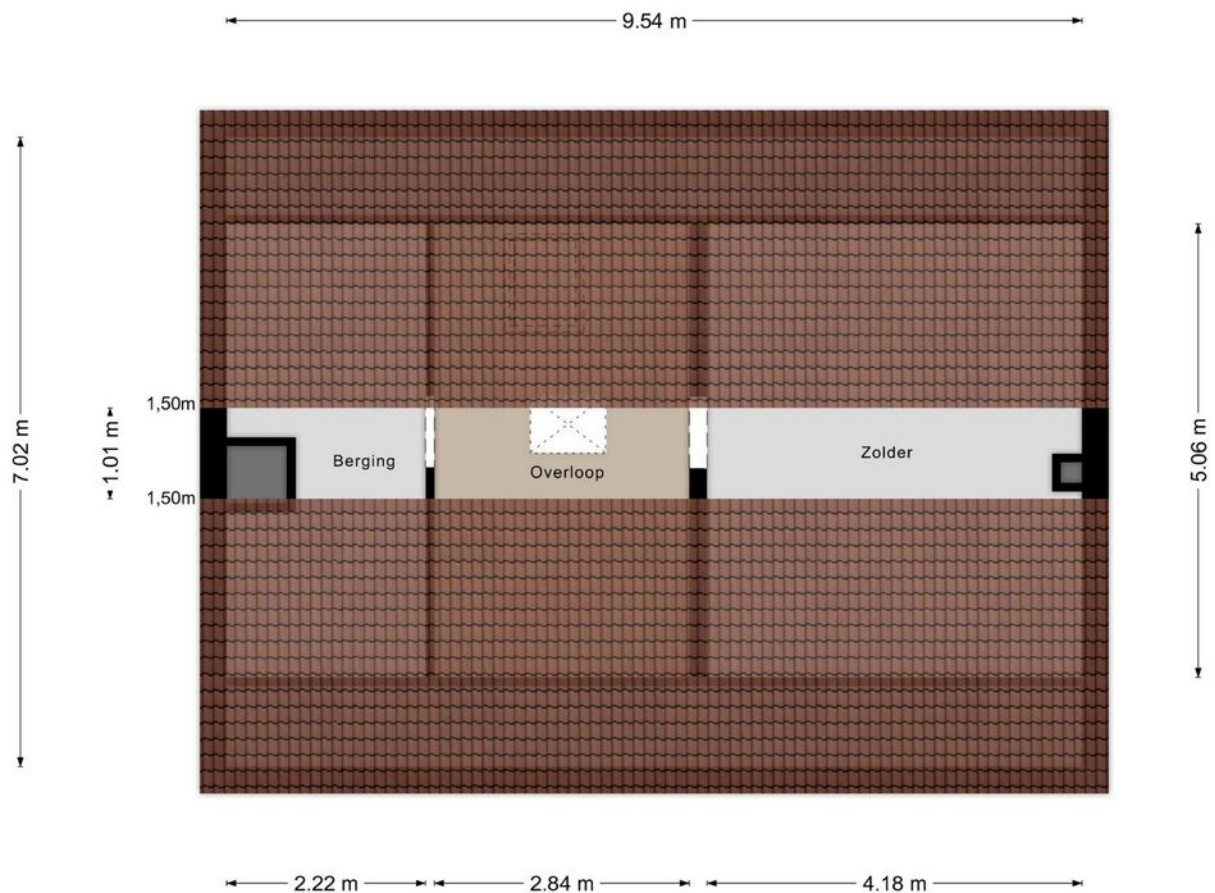 9.54 m
1,50m
1,50m
1.01 m
7.02 m
5.06 m
Berging
Overloop
Zolder
2.22 m
2.84 m
4.18 m